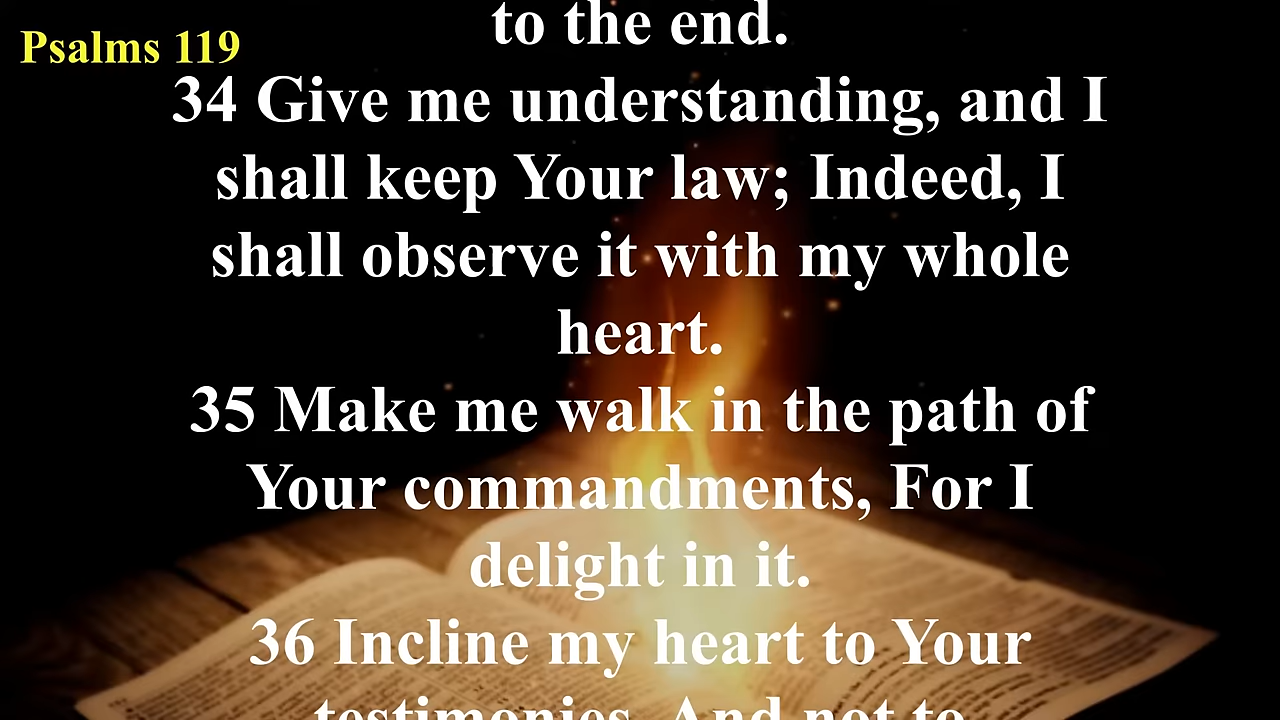 to the end.
Psalms 119
34 Give me understanding, and I
shall keep Your law; Indeed, I
shall observe it with my whole
heart.
35 Make me walk in the path of
Your commandments, For I
delight in it.
36 Incline my heart to Your
testimonies, And not to